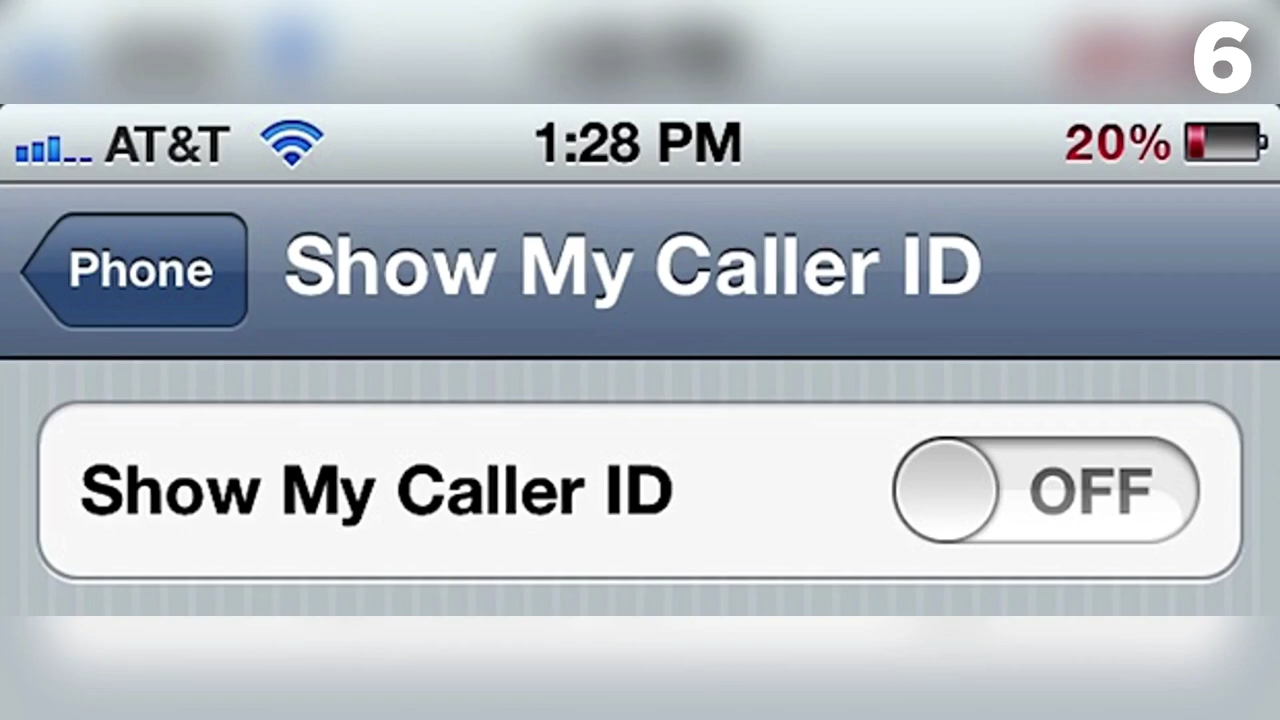 6
AT&T 1:28 PM 20%
Phone Show My Caller ID
Show My Caller ID OFF